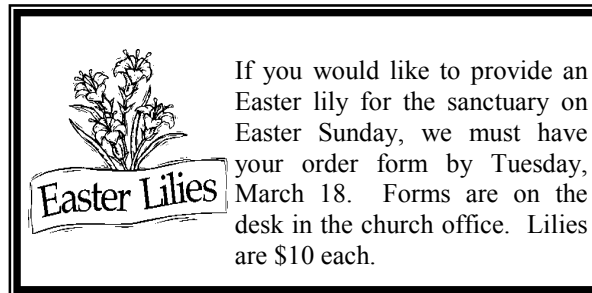 If you would like to provide an
Easter lily for the sanctuary on
Easter Sunday, we must have
your order form by Tuesday,
March 18. Forms are on the
desk in the church office. Lilies
are $10 each.
Easter Lilies